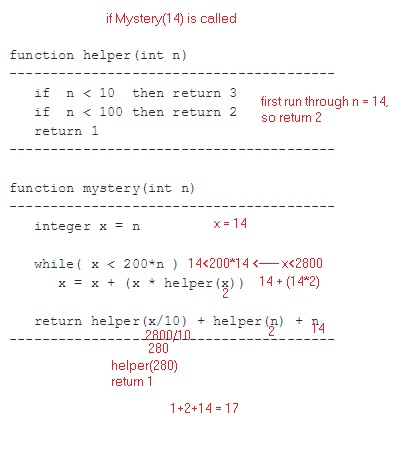 if Mystery(14) is called
function helper(int n)
--------------------------------------
if n < 10 then return 3
if n < 100 then return 2
return 1
first run through n = 14,
so return 2
--------------------------------------
function mystery(int n)
--------------------------------------
integer x = n x = 14
while( x < 200*n ) 14<200*14 <---- x<2800
x = x + (x * helper(x)) 14 + (14*2)
2
return helper(x/10) + helper(n) + n
2800/10 2 14
--------------------------------------
280
helper(280)
return 1
1+2+14 = 17